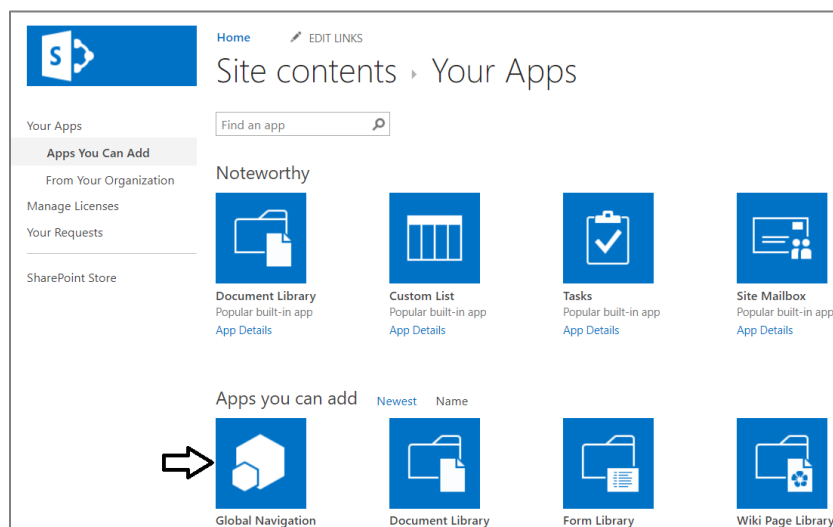 S
Home EDIT LINKS
Site contents Your Apps
Find an app
Your Apps
Apps You Can Add
From Your Organization
Manage Licenses
Your Requests
SharePoint Store
Noteworthy
Document Library Custom List Tasks Site Mailbox
Popular built-in app Popular built-in app Popular built-in app Popular built-in app
App Details App Details App Details App Details
Apps you can add Newest Name
Global Navigation Document Library Form Library Wiki Page Library